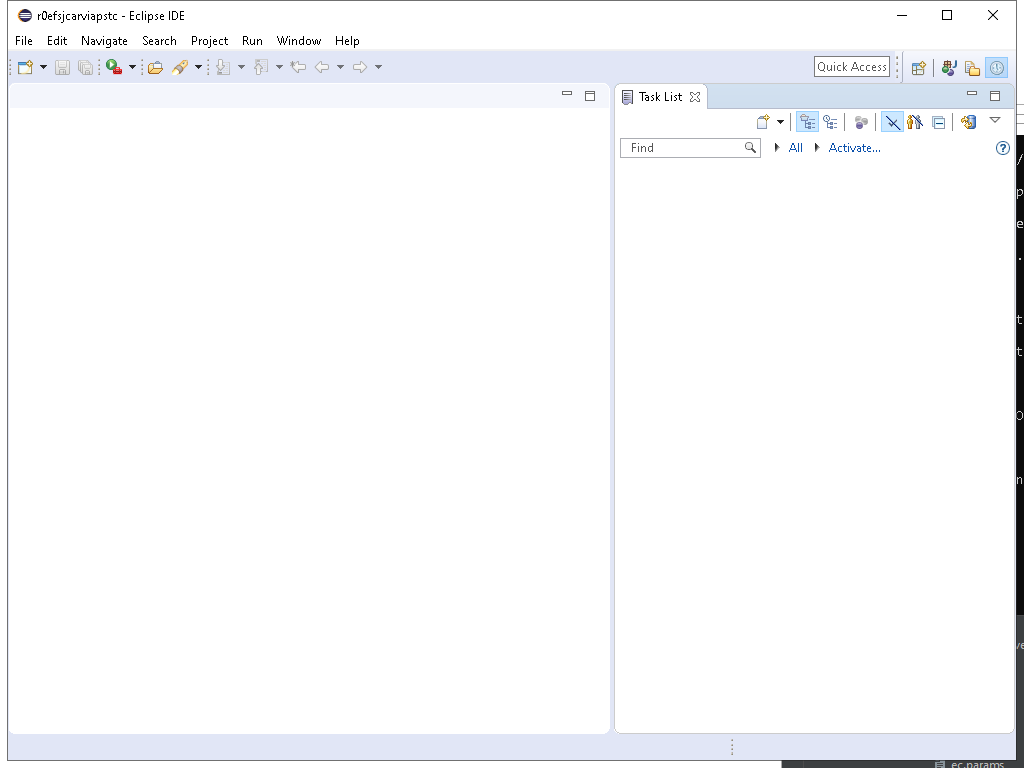 r0efsjcarviapstc - Eclipse IDE
File Edit Navigate Search Project Run Window Help
Quick Access
Task List
Find All Activate...
/
p
e
.
t
t
n
ve
ec.params